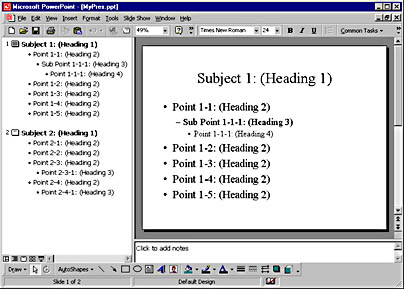 Microsoft PowerPoint - [MyPres.ppt]
File Edit View Insert Format Tools Slide Show Window Help
49% Times New Roman 24 B I U Common Tasks
1 Subject 1: (Heading 1)
• Point 1-1: (Heading 2)
• Sub Point 1-1-1: (Heading 3)
• Point 1-1-1: (Heading 4)
• Point 1-2: (Heading 2)
• Point 1-3: (Heading 2)
• Point 1-4: (Heading 2)
• Point 1-5: (Heading 2)
2 Subject 2: (Heading 1)
• Point 2-1: (Heading 2)
• Point 2-2: (Heading 2)
• Point 2-3: (Heading 2)
• Point 2-3-1: (Heading 3)
• Point 2-4: (Heading 2)
• Point 2-4-1: (Heading 3)
Subject 1: (Heading 1)
• Point 1-1: (Heading 2)
– Sub Point 1-1-1: (Heading 3)
• Point 1-1-1: (Heading 4)
• Point 1-2: (Heading 2)
• Point 1-3: (Heading 2)
• Point 1-4: (Heading 2)
• Point 1-5: (Heading 2)
Click to add notes
Draw AutoShapes
Slide 1 of 2 Default Design